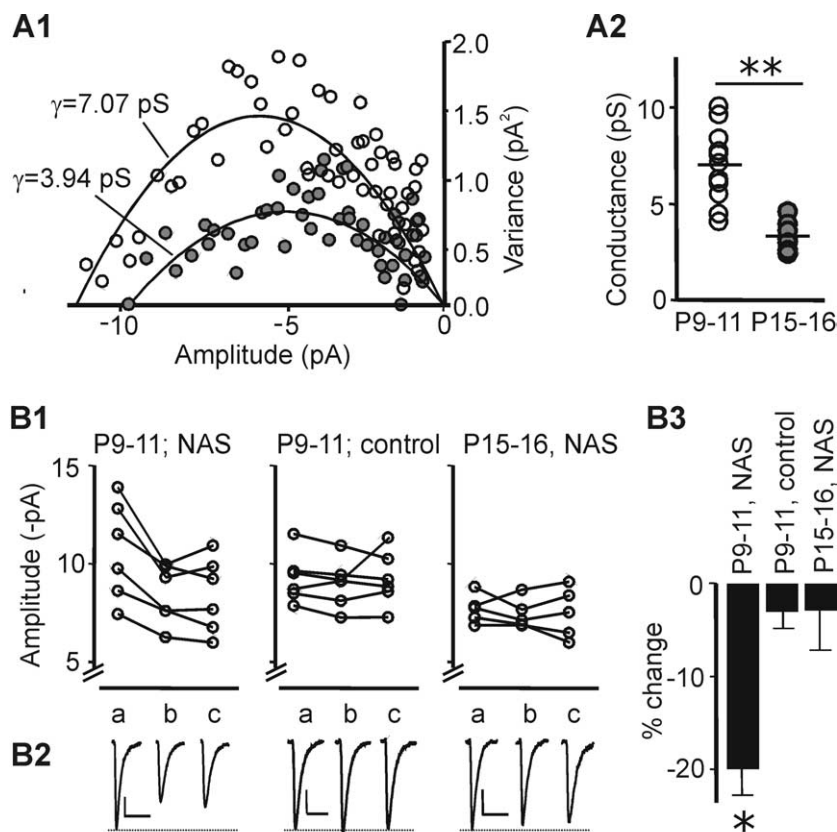 A1
γ=7.07 pS
γ=3.94 pS
2.0
1.5
1.0
0.5
0.0
Variance (pA²)
-10
-5
0
Amplitude (pA)
A2
**
10
5
0
Conductance (pS)
P9-11
P15-16
B1
P9-11; NAS
P9-11; control
P15-16, NAS
15
10
5
Amplitude (-pA)
a b c
a b c
a b c
B2
B3
P9-11, NAS
P9-11, control
P15-16, NAS
0
-10
-20
% change
*